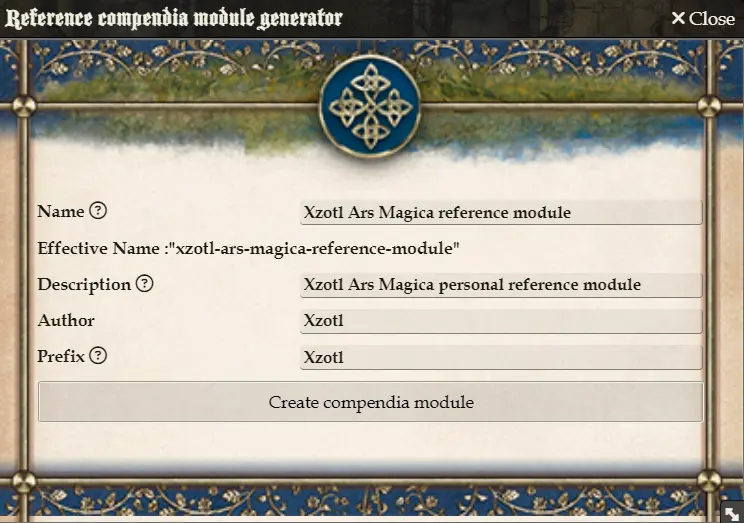 Reference compendia module generator
× Close
Name ? Xzotl Ars Magica reference module
Effective Name :"xzotl-ars-magica-reference-module"
Description ? Xzotl Ars Magica personal reference module
Author Xzotl
Prefix ? Xzotl
Create compendia module